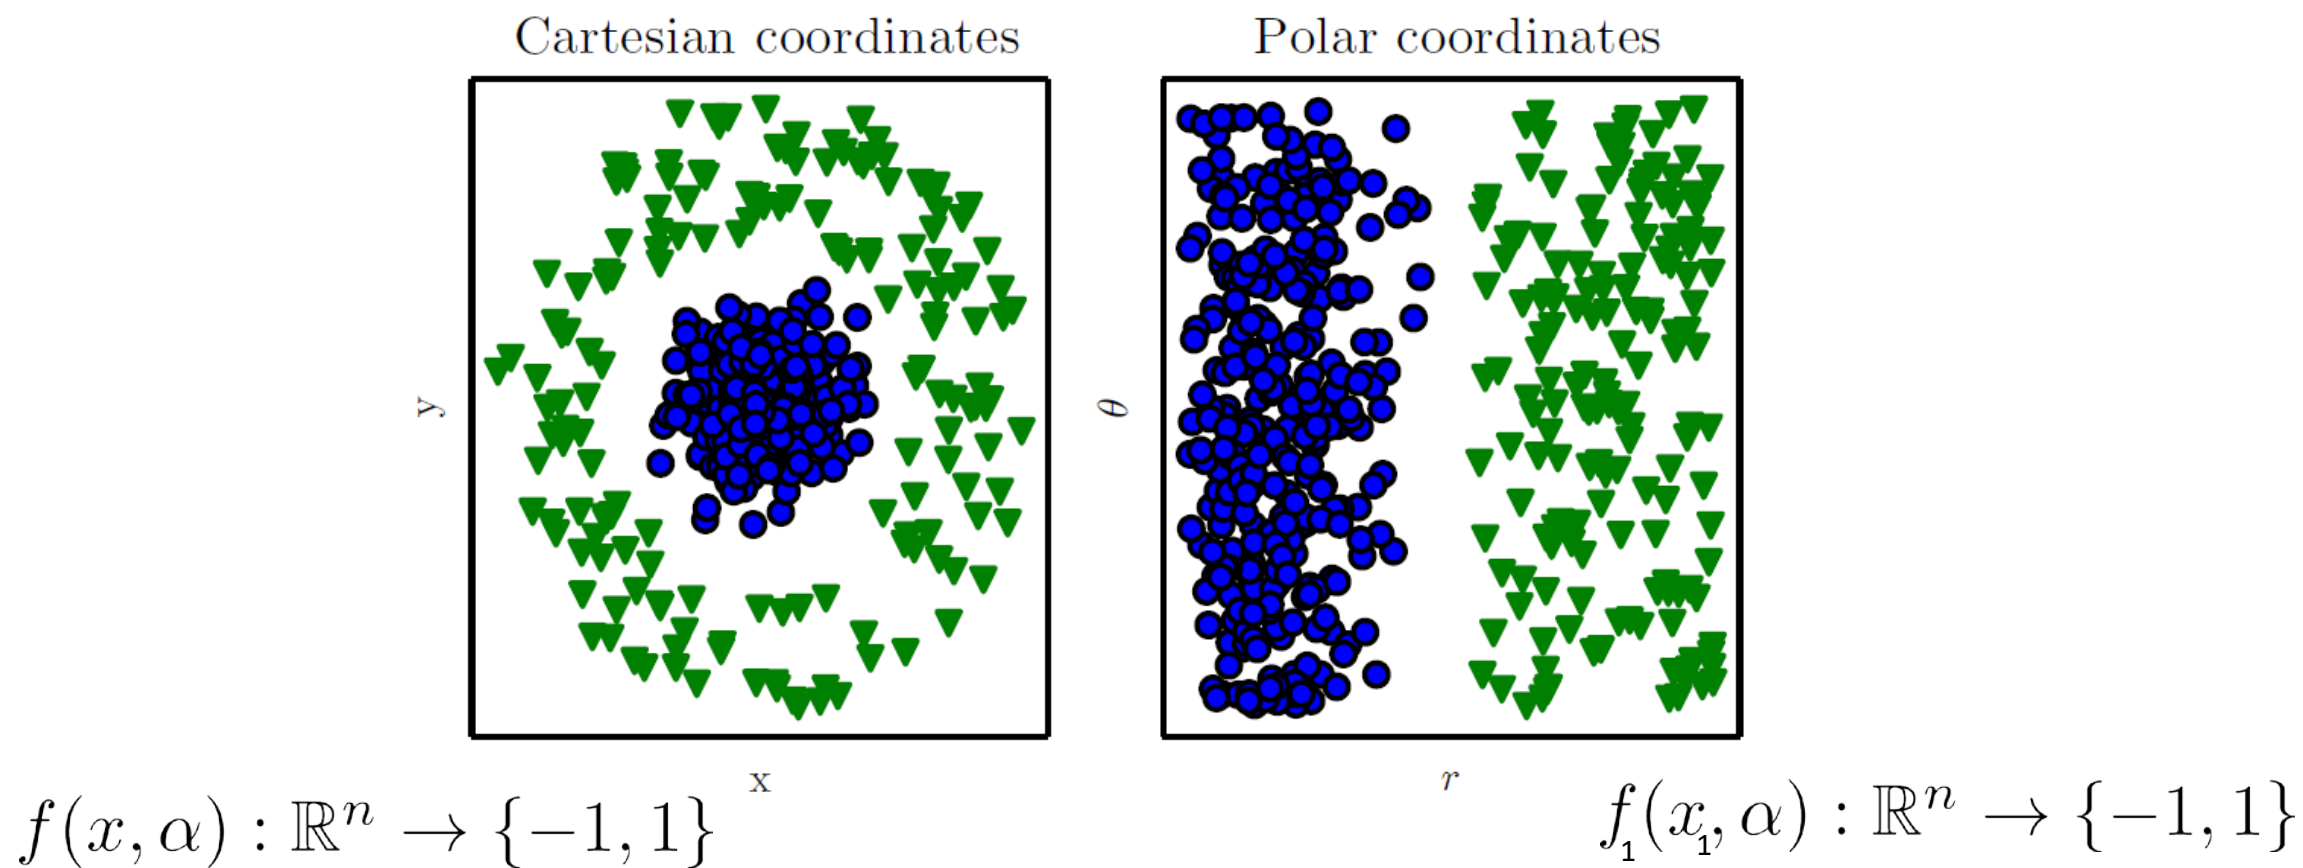 Cartesian coordinates
Polar coordinates
y
θ
x
r
f(x, α) : ℝⁿ → {−1, 1}
f₁(x₁, α) : ℝⁿ → {−1, 1}